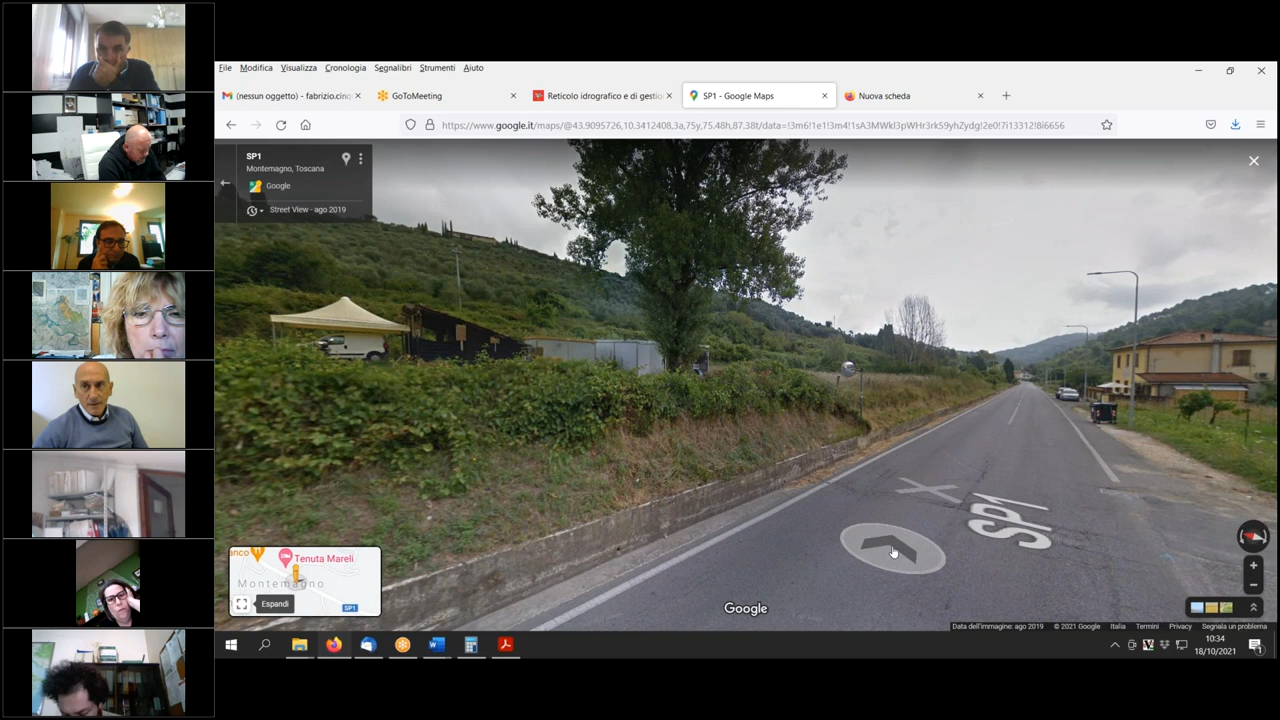 File Modifica Visualizza Cronologia Segnalibri Strumenti Aiuto
(nessun oggetto) - fabrizio.cinq
GoToMeeting
Reticolo idrografico e di gestio
SP1 - Google Maps
Nuova scheda
https://www.google.it/maps/@43.9095726,10.3412408,3a,75y,75.48h,87.38t/data=!3m6!1e1!3m4!1sA3MWkl3pWHr3rk59yhZydg!2e0!7i13312!8i6656
SP1
Montemagno, Toscana
Google
Street View - ago 2019
SP1
anco
Tenuta Mareli
Montemagno
Espandi
SP1
Google
Data dell'immagine: ago 2019 © 2021 Google Italia Termini Privacy Segnala un problema
10:34
18/10/2021